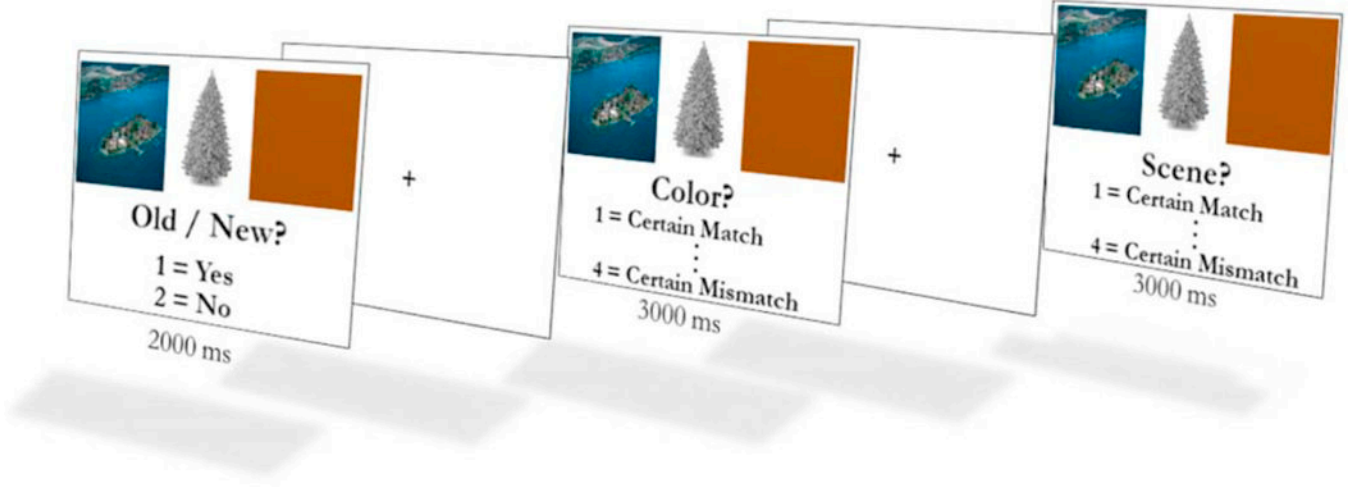 Old / New?
1 = Yes
2 = No
2000 ms
+
Color?
1 = Certain Match
⋮
4 = Certain Mismatch
3000 ms
+
Scene?
1 = Certain Match
⋮
4 = Certain Mismatch
3000 ms